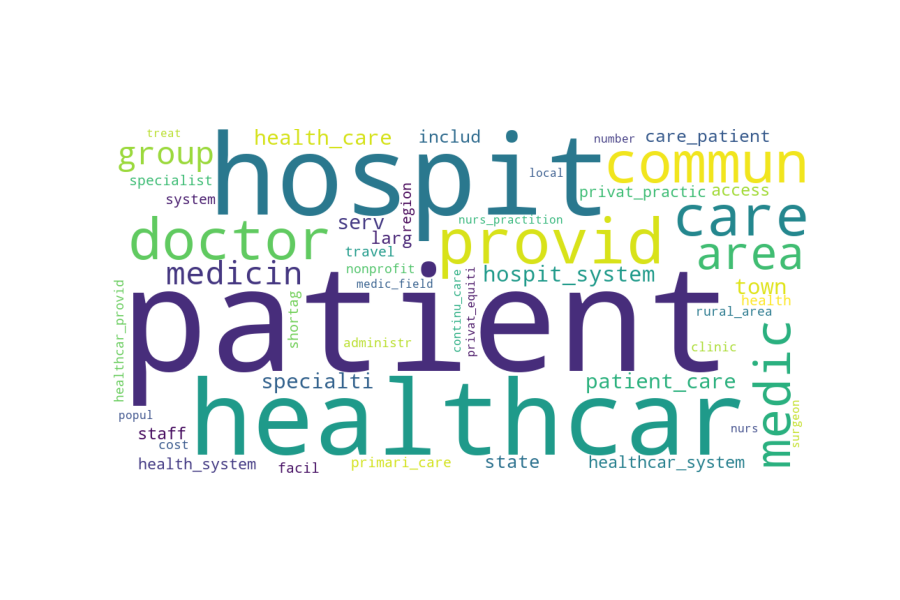 treat
health_care
includ
number
care_patient
group
hospit
commun
specialist
local
privat_practic
access
system
oregon
region
serv
nurs_practition
care
doctor
larg
provid
area
travel
medicin
nonprofit
hospit_system
medic_field
town
health
healthcar_provid
shortag
patient
continu_care
privat_equiti
rural_area
administr
clinic
medic
specialti
patient_care
healthcar
popul
staff
cost
nurs
surgeon
health_system
facil
primari_care
state
healthcar_system